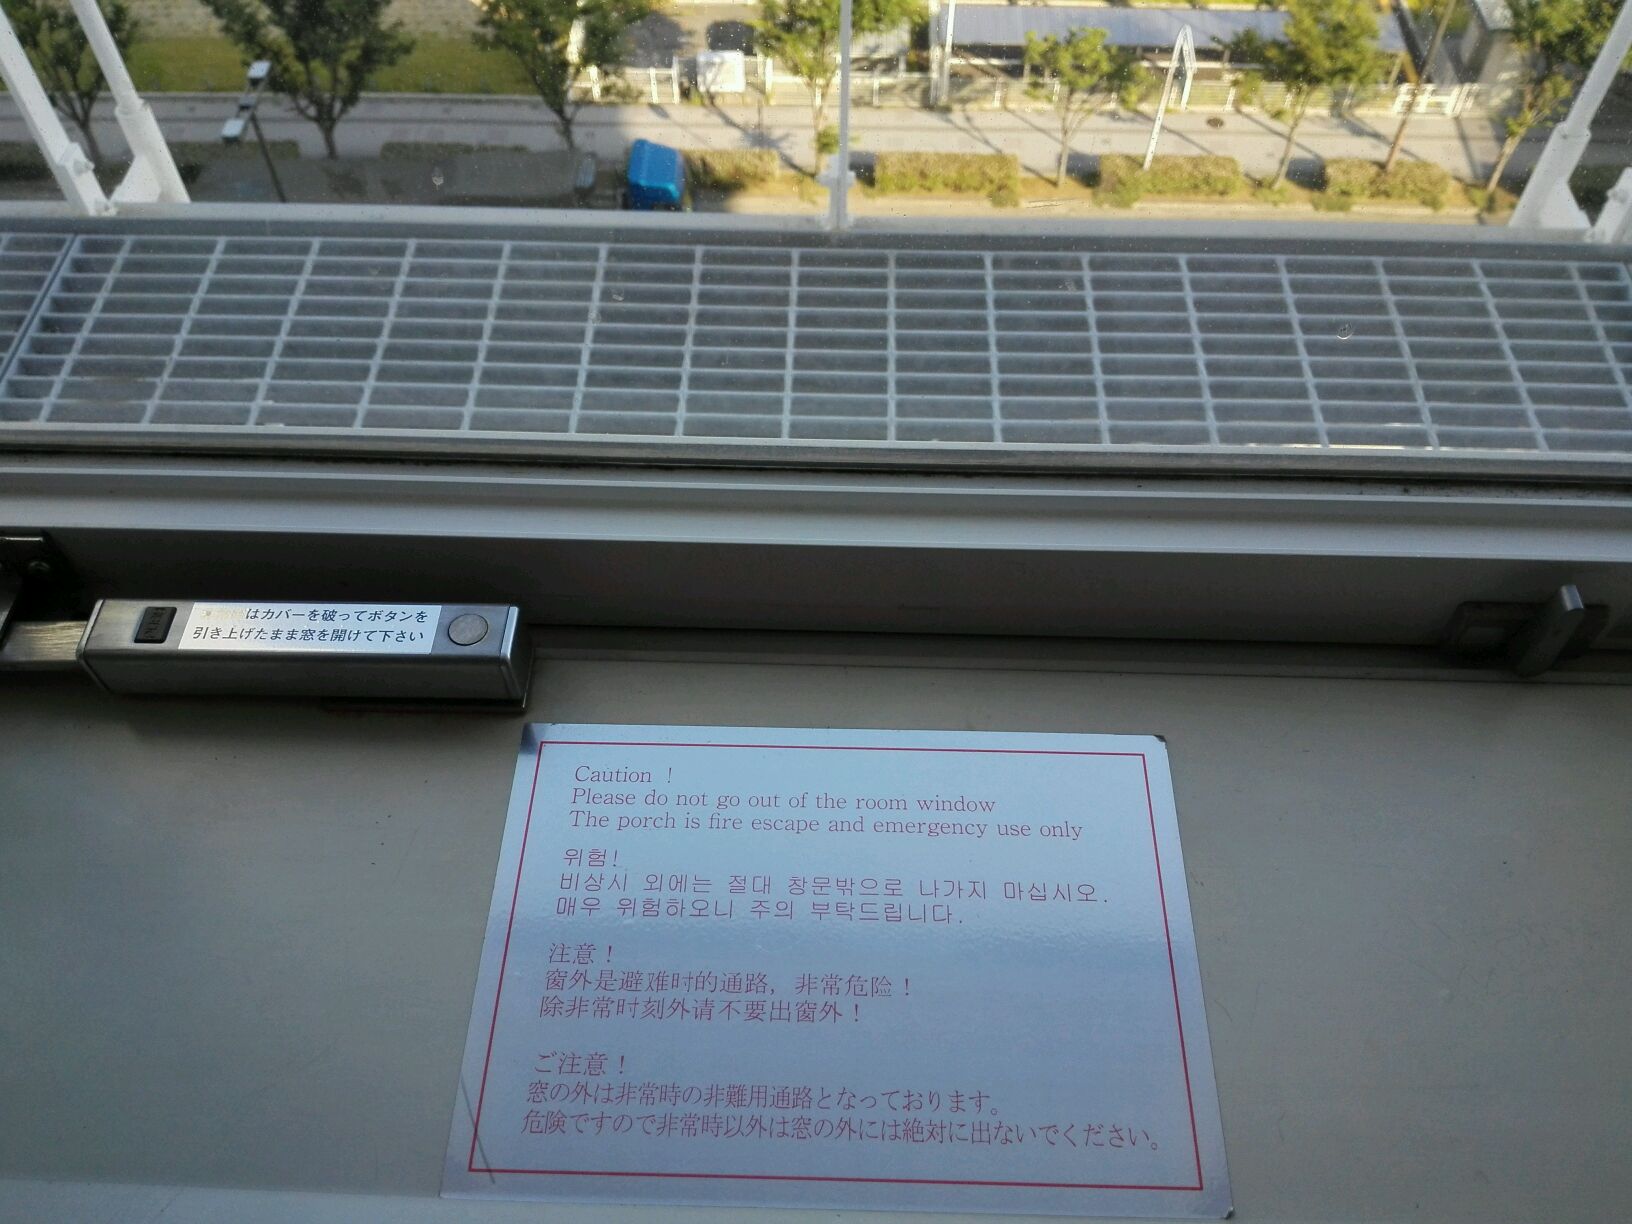 はカバーを破ってボタンを
引き上げたまま窓を開けて下さい
Caution !
Please do not go out of the room window
The porch is fire escape and emergency use only
위험!
비상시 외에는 절대 창문밖으로 나가지 마십시오.
매우 위험하오니 주의 부탁드립니다.
注意！
窗外是避难时的通路，非常危险！
除非常时刻外请不要出窗外！
ご注意！
窓の外は非常時の非難用通路となっております。
危険ですので非常時以外は窓の外には絶対に出ないでください。